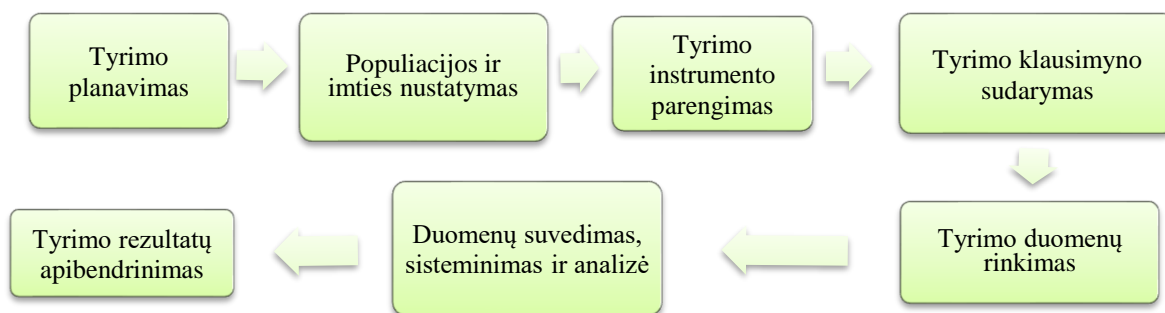 Tyrimo
planavimas
Populiacijos ir
imties nustatymas
Tyrimo
instrumento
parengimas
Tyrimo klausimyno
sudarymas
Tyrimo duomenų
rinkimas
Duomenų suvedimas,
sisteminimas ir analizė
Tyrimo rezultatų
apibendrinimas